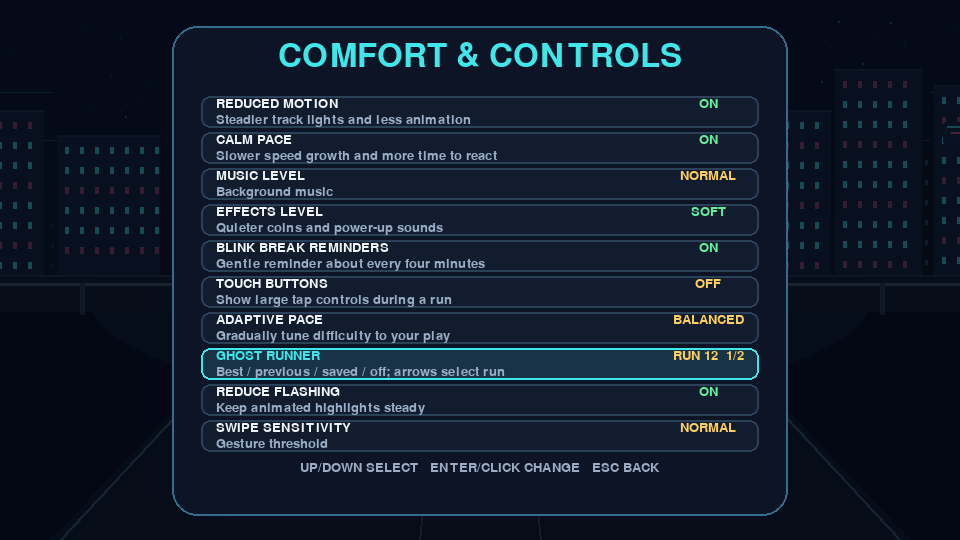 COMFORT & CONTROLS
REDUCED MOTION ON
Steadier track lights and less animation
CALM PACE ON
Slower speed growth and more time to react
MUSIC LEVEL NORMAL
Background music
EFFECTS LEVEL SOFT
Quieter coins and power-up sounds
BLINK BREAK REMINDERS ON
Gentle reminder about every four minutes
TOUCH BUTTONS OFF
Show large tap controls during a run
ADAPTIVE PACE BALANCED
Gradually tune difficulty to your play
GHOST RUNNER RUN 12 1/2
Best / previous / saved / off; arrows select run
REDUCE FLASHING ON
Keep animated highlights steady
SWIPE SENSITIVITY NORMAL
Gesture threshold
UP/DOWN SELECT ENTER/CLICK CHANGE ESC BACK